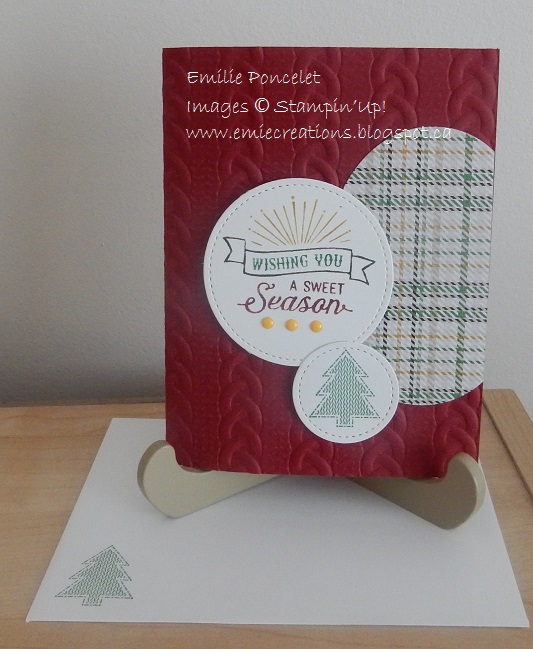 Emilie Poncelet
Images © Stampin'Up!
www.emiecreations.blogspot.ca
WISHING YOU
A SWEET
Season